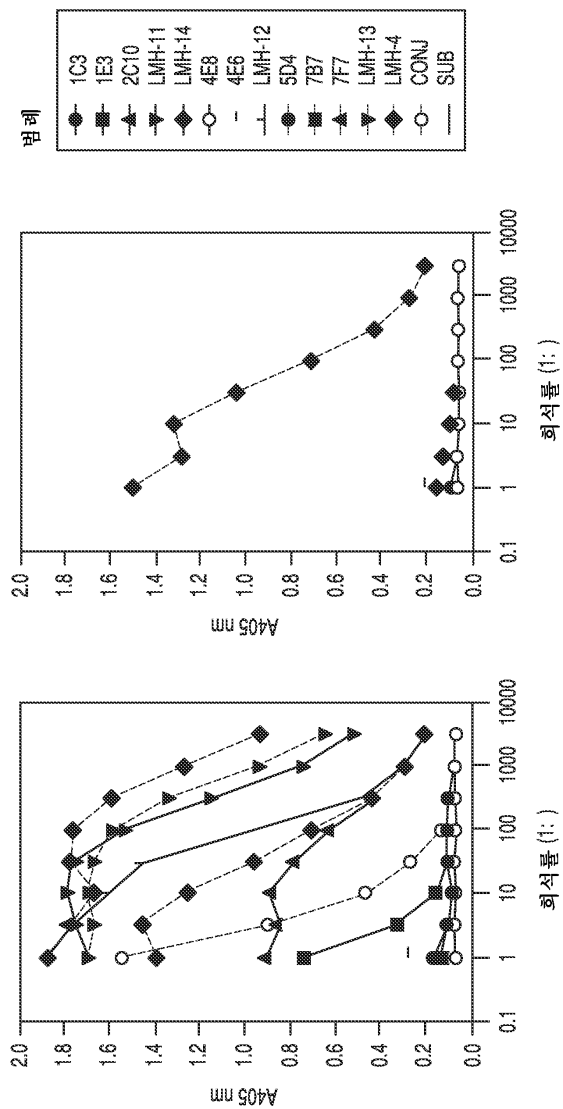 A405 nm
2.0
1.8
1.6
1.4
1.2
1.0
0.8
0.6
0.4
0.2
0.0
0.1
1
10
100
1000
10000
희석률 (1: )
A405 nm
2.0
1.8
1.6
1.4
1.2
1.0
0.8
0.6
0.4
0.2
0.0
0.1
1
10
100
1000
10000
희석률 (1: )
범례
1C3
1E3
2C10
LMH-11
LMH-14
4E8
4E6
LMH-12
5D4
7B7
7F7
LMH-13
LMH-4
CONJ
SUB